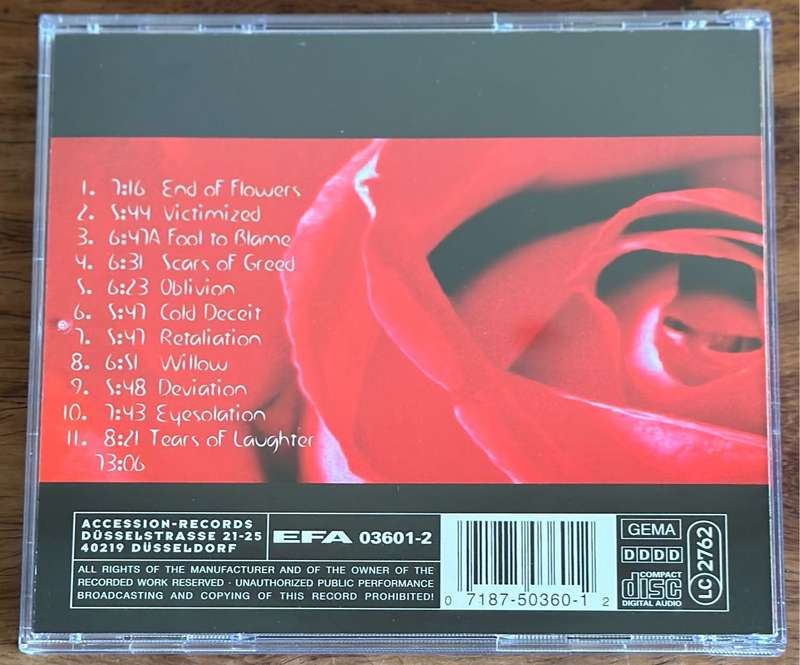 1. 7:16 End of Flowers
2. 5:44 Victimized
3. 6:47 A Fool to Blame
4. 6:31 Scars of Greed
5. 6:23 Oblivion
6. 5:47 Cold Deceit
7. 5:47 Retaliation
8. 6:51 Willow
9. 5:48 Deviation
10. 7:43 Eyesolation
11. 8:21 Tears of Laughter
73:06
ACCESSION-RECORDS
DÜSSELSTRASSE 21-25
40219 DÜSSELDORF
EFA 03601-2
ALL RIGHTS OF THE MANUFACTURER AND OF THE OWNER OF THE
RECORDED WORK RESERVED · UNAUTHORIZED PUBLIC PERFORMANCE
BROADCASTING AND COPYING OF THIS RECORD PROHIBITED!
0 7187-50360-1 2
GEMA
DDDD
COMPACT
disc
DIGITAL AUDIO
LC 2762